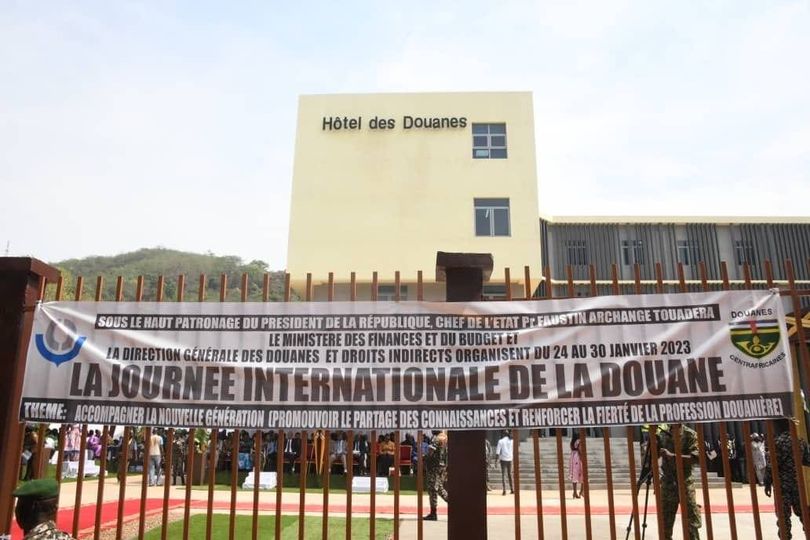 Hôtel des Douanes
SOUS LE HAUT PATRONAGE DU PRESIDENT DE LA RÉPUBLIQUE, CHEF DE L'ETAT Pr FAUSTIN ARCHANGE TOUADERA
LE MINISTERE DES FINANCES ET DU BUDGET Et
LA DIRECTION GÉNÉRALE DES DOUANES ET DROITS INDIRECTS ORGANISENT DU 24 AU 30 JANVIER 2023
LA JOURNEE INTERNATIONALE DE LA DOUANE
THEME: ACCOMPAGNER LA NOUVELLE GÉNÉRATION (PROMOUVOIR LE PARTAGE DES CONNAISSANCES ET RENFORCER LA FIERTÉ DE LA PROFESSION DOUANIÈRE)
DOUANES
CENTRAFRICAINES